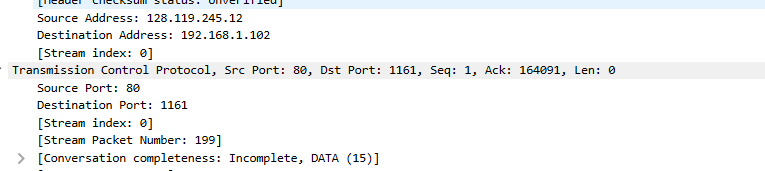 [Header checksum status: Unverified]
Source Address: 128.119.245.12
Destination Address: 192.168.1.102
[Stream index: 0]
Transmission Control Protocol, Src Port: 80, Dst Port: 1161, Seq: 1, Ack: 164091, Len: 0
Source Port: 80
Destination Port: 1161
[Stream index: 0]
[Stream Packet Number: 199]
[Conversation completeness: Incomplete, DATA (15)]